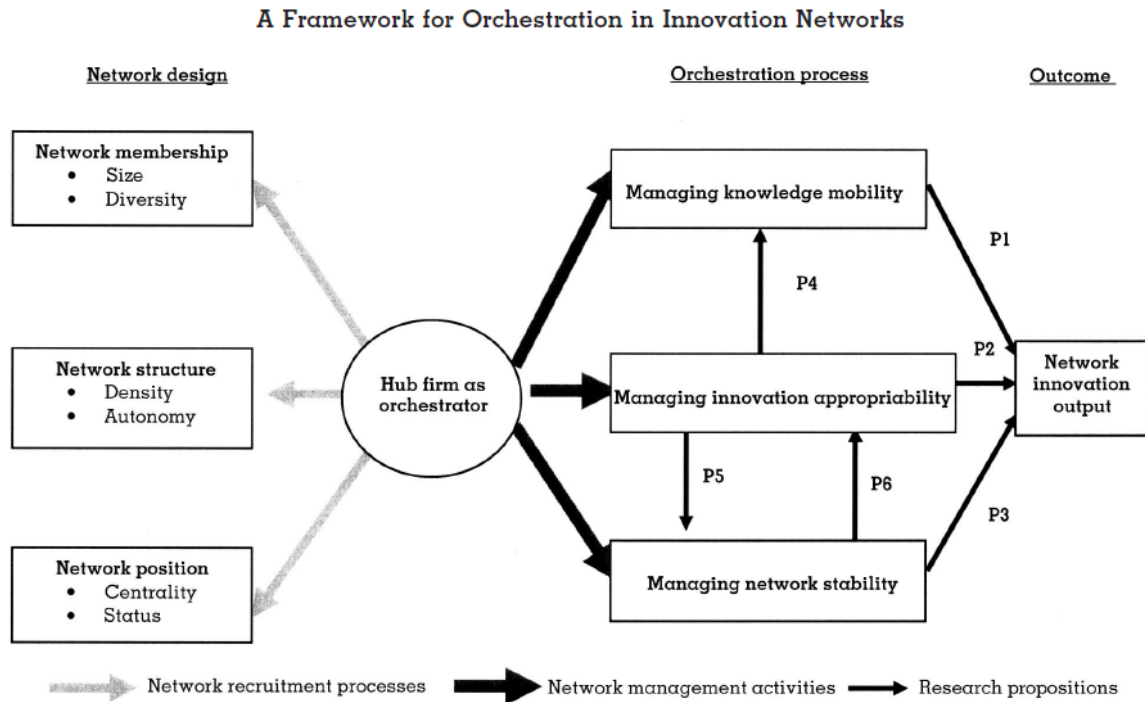 A Framework for Orchestration in Innovation Networks
Network design
Orchestration process
Outcome
Network membership
• Size
• Diversity
Network structure
• Density
• Autonomy
Network position
• Centrality
• Status
Hub firm as
orchestrator
Managing knowledge mobility
Managing innovation appropriability
Managing network stability
P1
P4
P2
P5
P6
P3
Network
innovation
output
Network recruitment processes
Network management activities
Research propositions